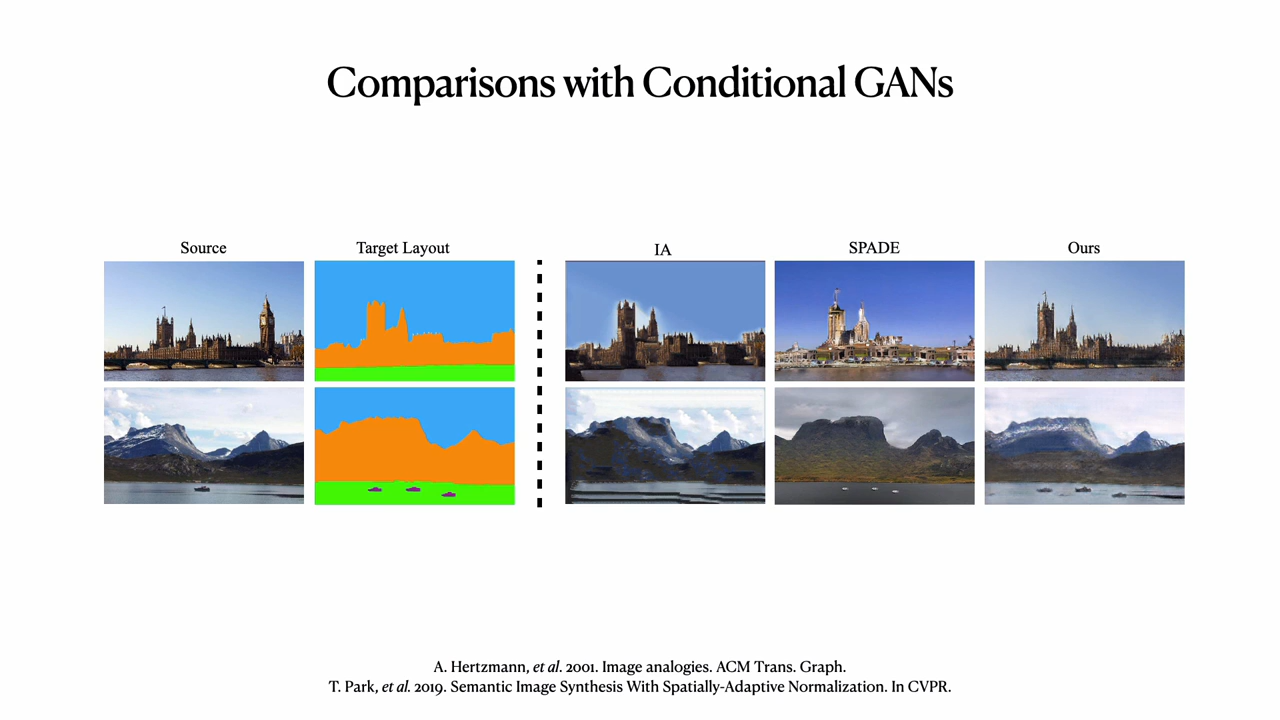 Comparisons with Conditional GANs
Source
Target Layout
IA
SPADE
Ours
A. Hertzmann, et al. 2001. Image analogies. ACM Trans. Graph.
T. Park, et al. 2019. Semantic Image Synthesis With Spatially-Adaptive Normalization. In CVPR.